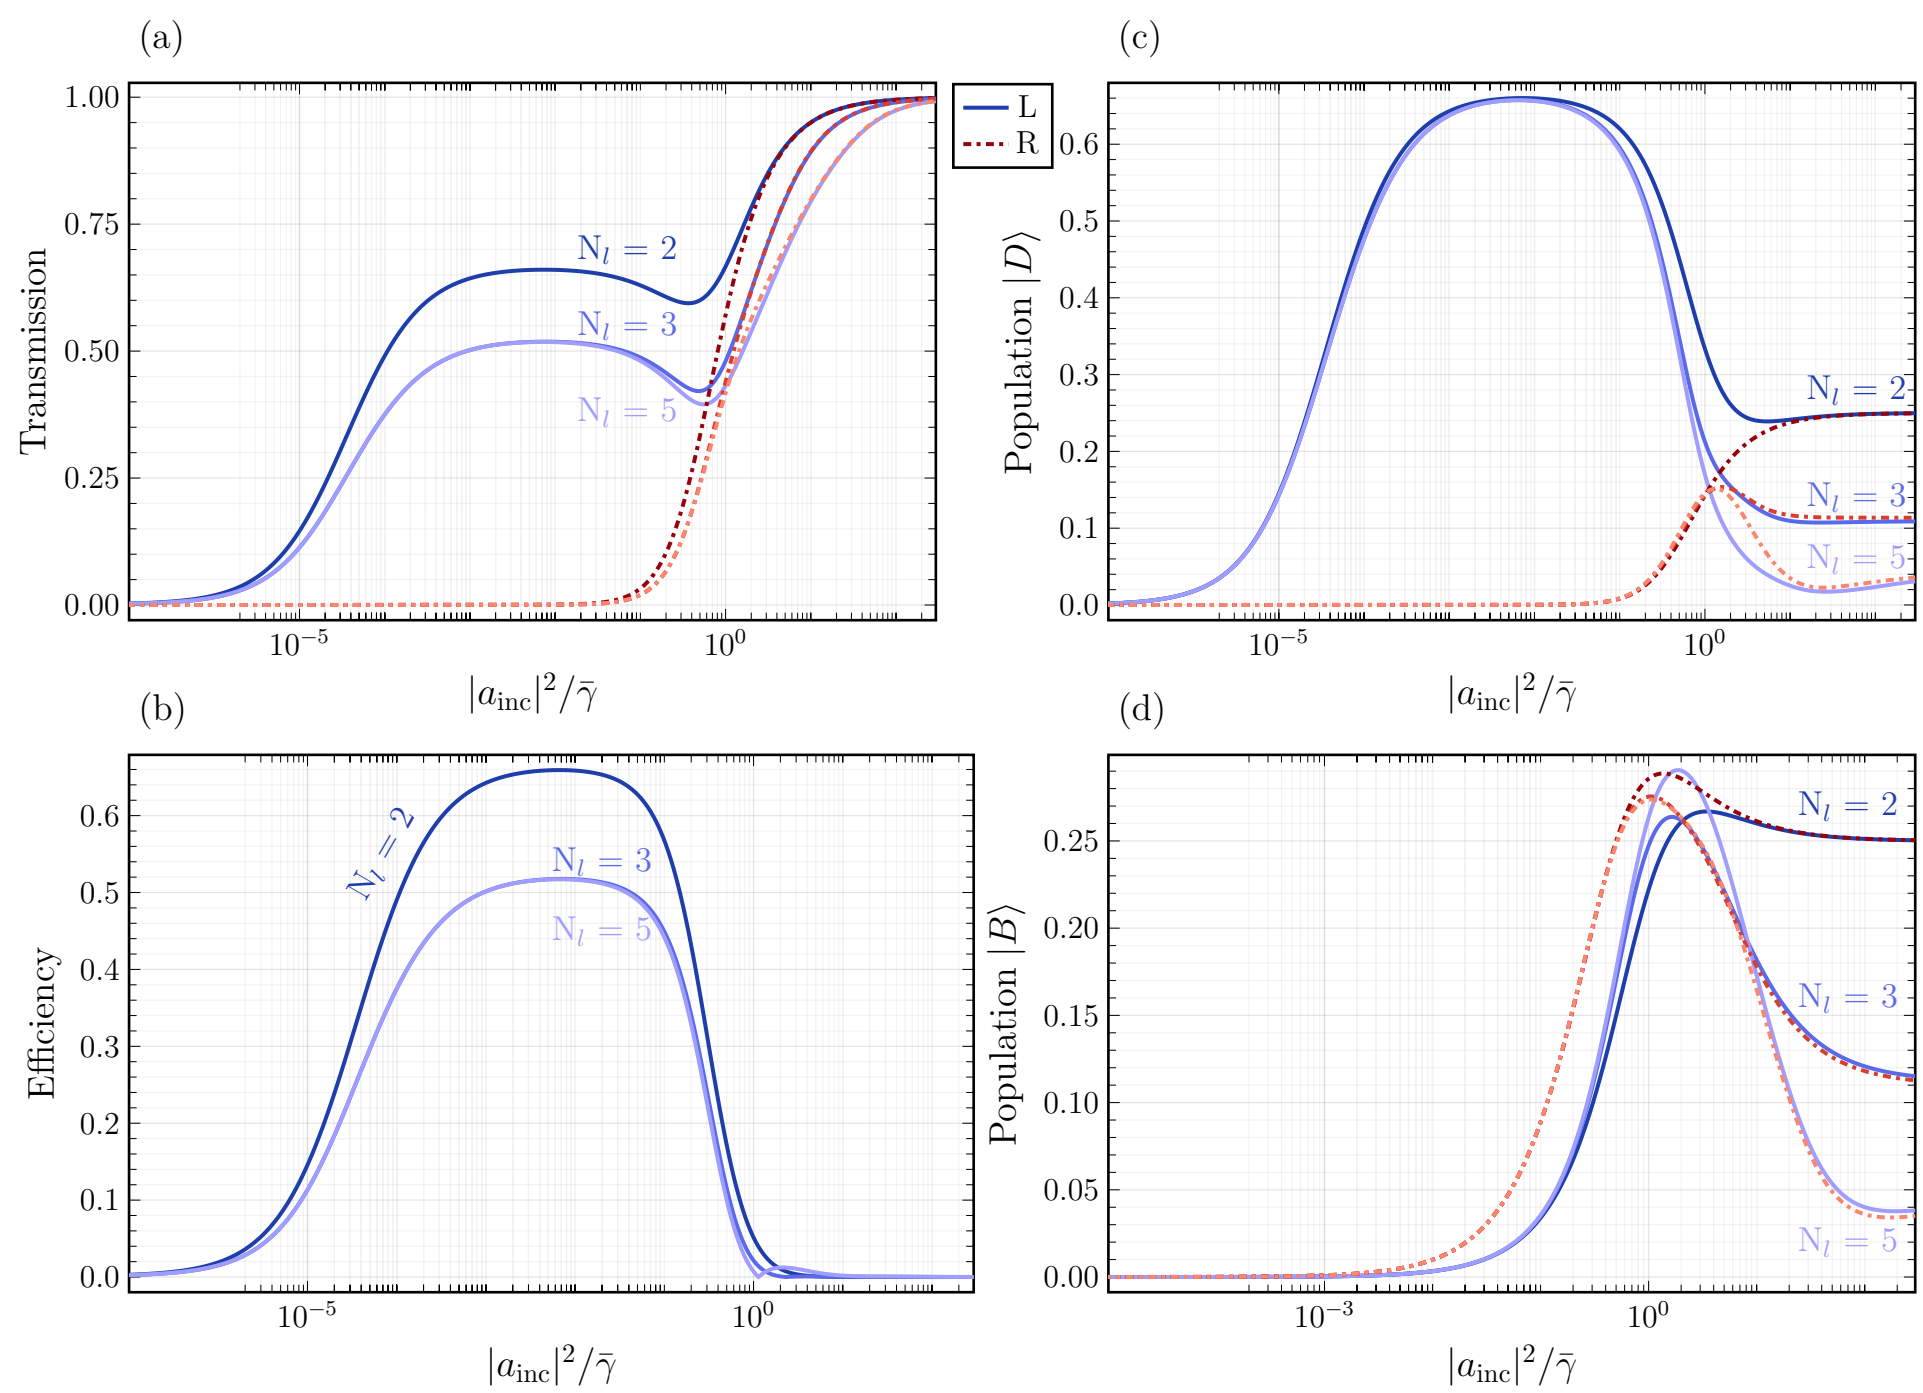 (a)
1.00
0.75
0.50
0.25
0.00
Transmission
N_l = 2
N_l = 3
N_l = 5
10^−5
10^0
|a_inc|^2/γ̄
L
R
(c)
0.6
0.5
0.4
0.3
0.2
0.1
0.0
Population |D⟩
N_l = 2
N_l = 3
N_l = 5
10^−5
10^0
|a_inc|^2/γ̄
(b)
0.6
0.5
0.4
0.3
0.2
0.1
0.0
Efficiency
N_l = 2
N_l = 3
N_l = 5
10^−5
10^0
|a_inc|^2/γ̄
(d)
0.25
0.20
0.15
0.10
0.05
0.00
Population |B⟩
N_l = 2
N_l = 3
N_l = 5
10^−3
10^0
|a_inc|^2/γ̄